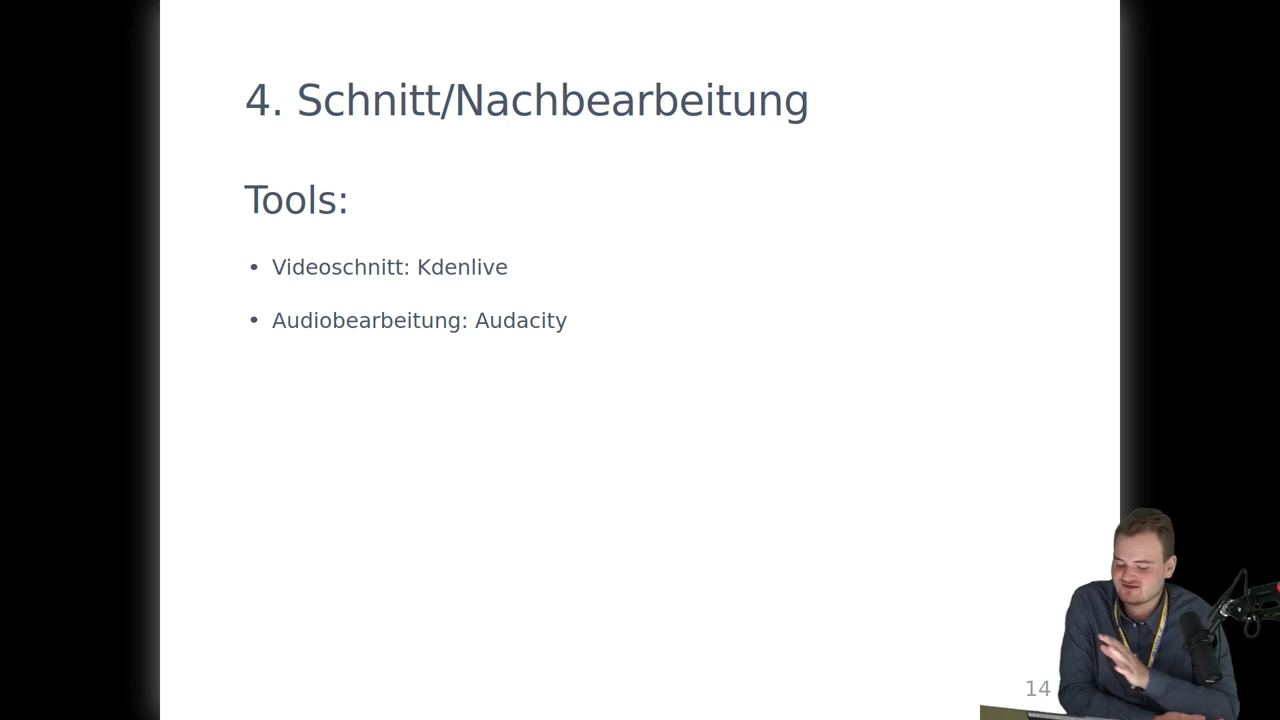 4. Schnitt/Nachbearbeitung
Tools:
• Videoschnitt: Kdenlive
• Audiobearbeitung: Audacity
14